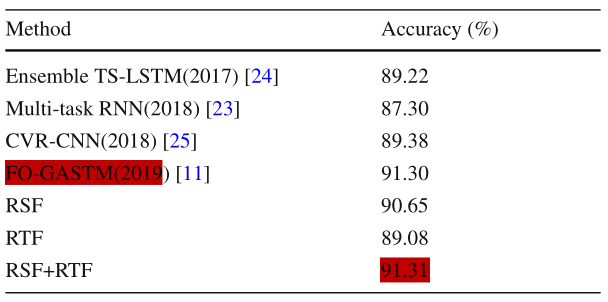 Method Accuracy (%)
Ensemble TS-LSTM(2017) [24] 89.22
Multi-task RNN(2018) [23] 87.30
CVR-CNN(2018) [25] 89.38
FO-GASTM(2019) [11] 91.30
RSF 90.65
RTF 89.08
RSF+RTF 91.31